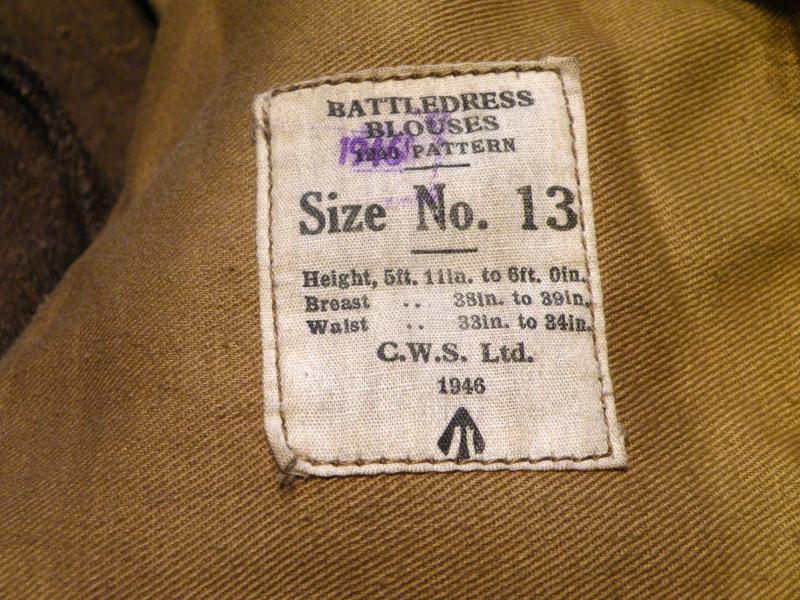 BATTLEDRESS
BLOUSES
1946
1940 PATTERN
Size No. 13
Height, 5ft. 11in. to 6ft. 0in.
Breast .. 38in. to 39in.
Waist .. 33in. to 34in.
C.W.S. Ltd.
1946